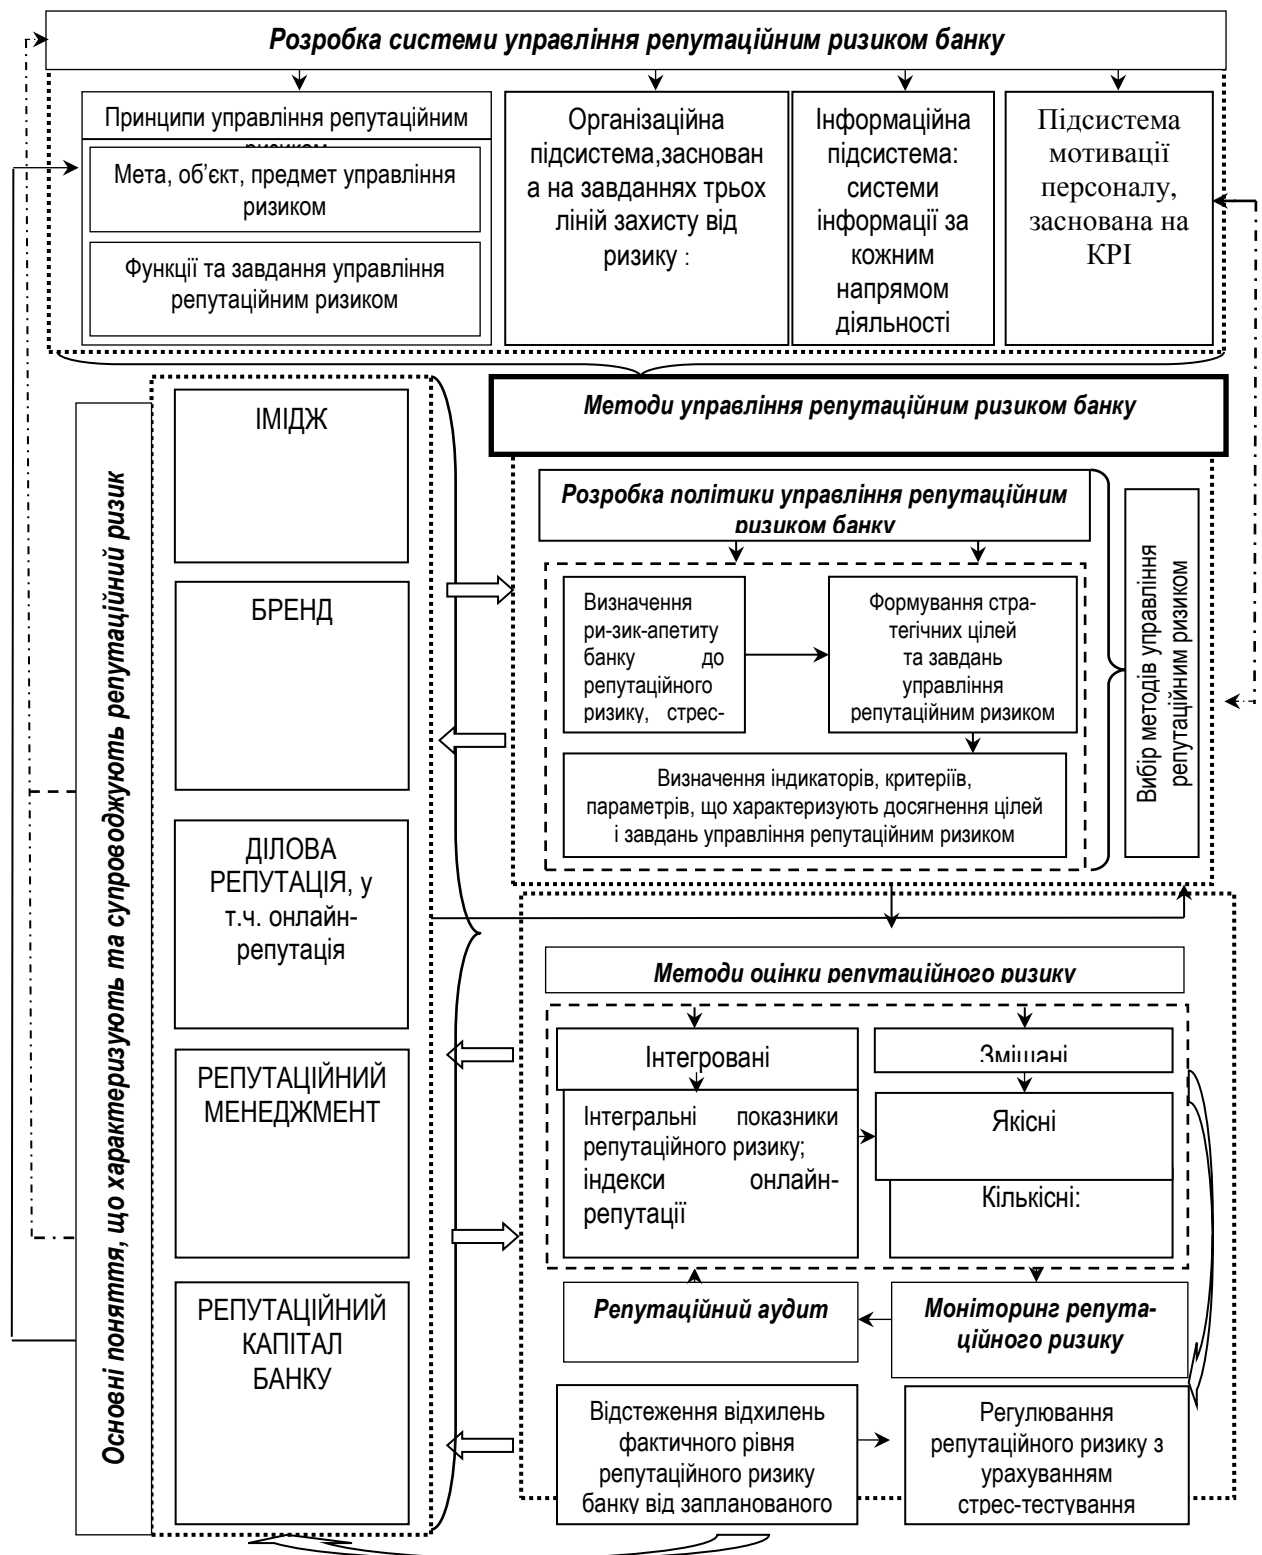 Розробка системи управління репутаційним ризиком банку
Принципи управління репутаційним
ризиком
Мета, об’єкт, предмет управління
ризиком
Функції та завдання управління
репутаційним ризиком
Організаційна
підсистема,заснован
а на завданнях трьох
ліній захисту від
ризику :
Інформаційна
підсистема:
системи
інформації за
кожним
напрямом
діяльності
Підсистема
мотивації
персоналу,
заснована на
КРІ
Основні поняття, що характеризують та супроводжують репутаційний ризик
ІМІДЖ
БРЕНД
ДІЛОВА
РЕПУТАЦІЯ, у
т.ч. онлайн-
репутація
РЕПУТАЦІЙНИЙ
МЕНЕДЖМЕНТ
РЕПУТАЦІЙНИЙ
КАПІТАЛ
БАНКУ
Методи управління репутаційним ризиком банку
Розробка політики управління репутаційним
ризиком банку
Визначення
ри-зик-апетиту
банку до
репутаційного
ризику, стрес-
Формування стра-
тегічних цілей
та завдань
управління
репутаційним ризиком
Визначення індикаторів, критеріїв,
параметрів, що характеризують досягнення цілей
і завдань управління репутаційним ризиком
Вибір методів управління
репутаційним ризиком
Методи оцінки репутаційного ризику
Інтегровані
Змішані
Інтегральні показники
репутаційного ризику;
індекси онлайн-
репутації
Якісні
Кількісні:
Репутаційний аудит
Моніторинг репута-
ційного ризику
Відстеження відхилень
фактичного рівня
репутаційного ризику
банку від запланованого
Регулювання
репутаційного ризику з
урахуванням
стрес-тестування